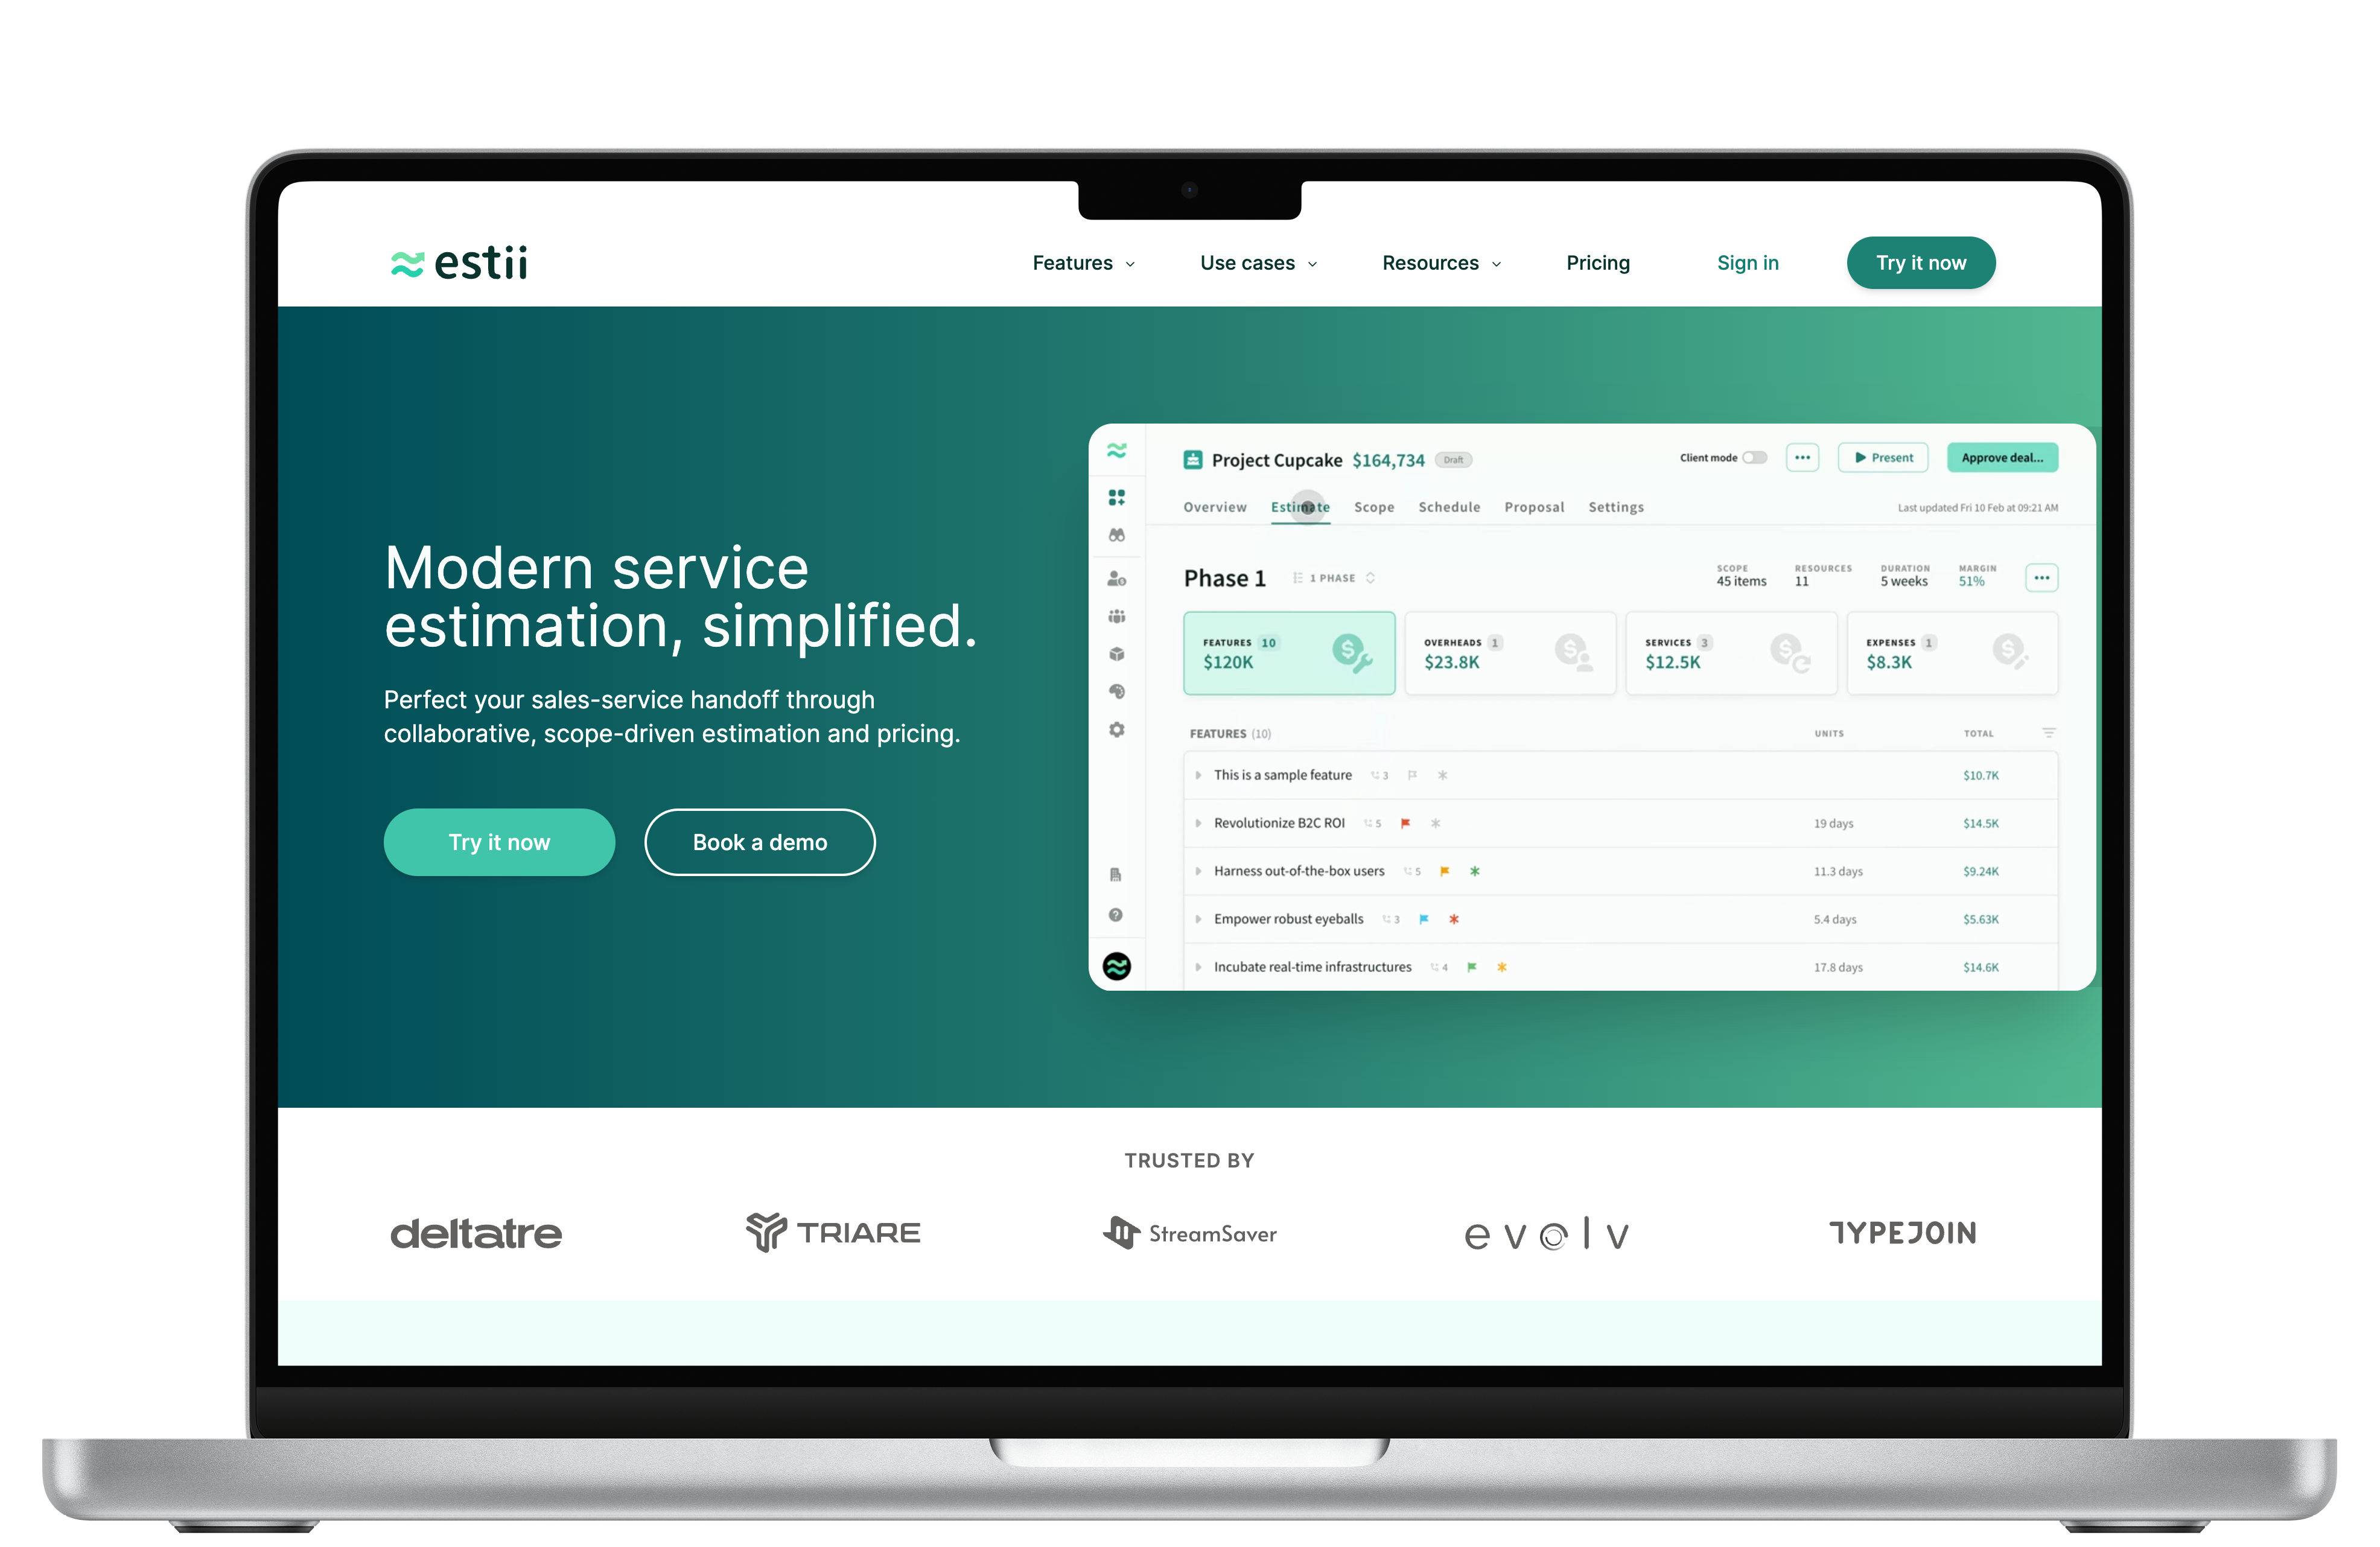 estii
Features
Use cases
Resources
Pricing
Sign in
Try it now
Modern service
estimation, simplified.
Perfect your sales-service handoff through
collaborative, scope-driven estimation and pricing.
Try it now
Book a demo
Project Cupcake $164,734 Draft
Client mode
Present
Approve deal...
Overview Estimate Scope Schedule Proposal Settings
Last updated Fri 10 Feb at 09:21 AM
Phase 1
1 PHASE
SCOPE
45 items
RESOURCES
11
DURATION
5 weeks
MARGIN
51%
FEATURES 10
$120K
OVERHEADS 1
$23.8K
SERVICES 3
$12.5K
EXPENSES 1
$8.3K
FEATURES (10) UNITS TOTAL
This is a sample feature 3 $10.7K
Revolutionize B2C ROI 5 19 days $14.5K
Harness out-of-the-box users 5 11.3 days $9.24K
Empower robust eyeballs 3 5.4 days $5.63K
Incubate real-time infrastructures 4 17.8 days $14.6K
TRUSTED BY
deltatre
TRIARE
StreamSaver
evolv
TYPEJOIN